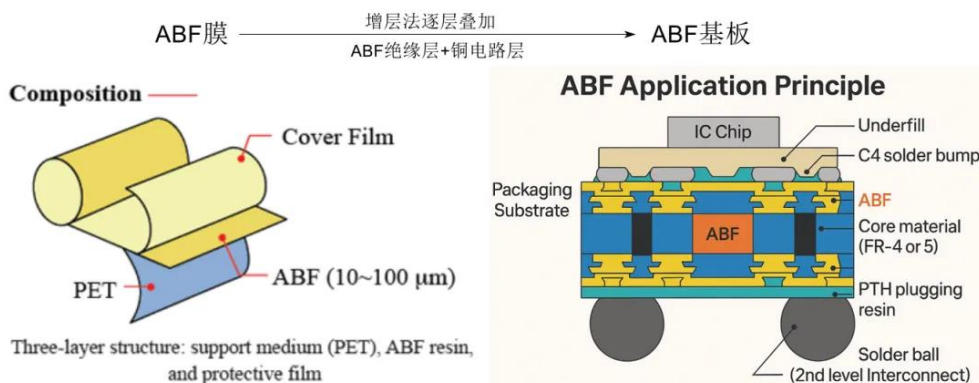 ABF膜
增层法逐层叠加
ABF绝缘层+铜电路层
ABF基板
Composition
Cover Film
PET
ABF (10~100 μm)
Three-layer structure: support medium (PET), ABF resin,
and protective film
ABF Application Principle
IC Chip
Underfill
C4 solder bump
Packaging
Substrate
ABF
ABF
Core material
(FR-4 or 5)
PTH plugging
resin
Solder ball
(2nd level Interconnect)